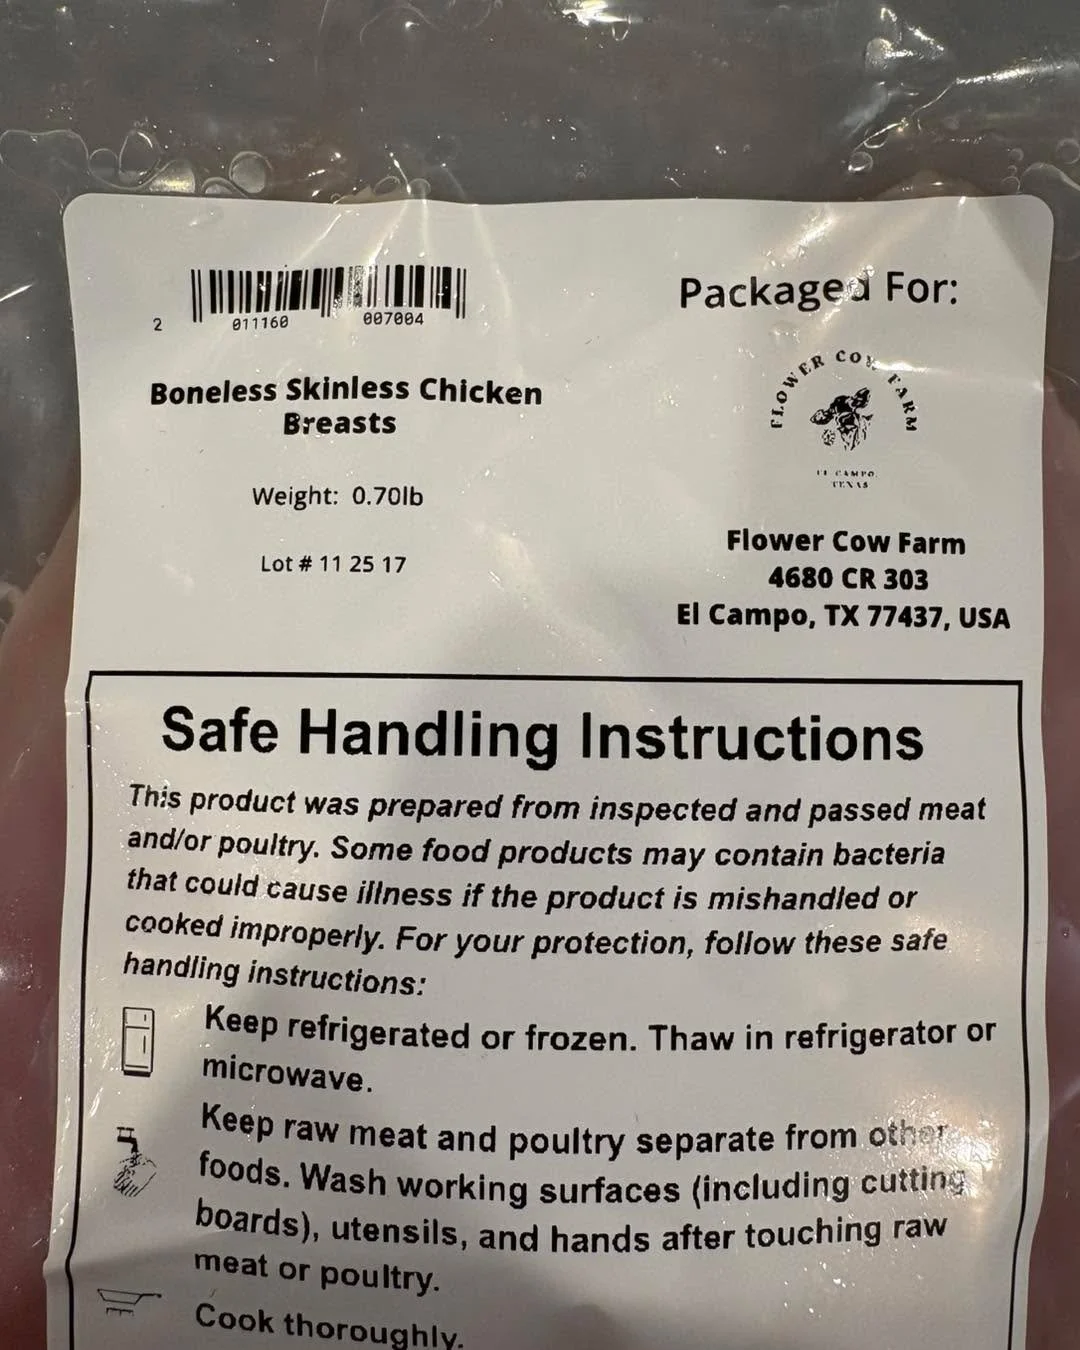 2 011160 007004
Boneless Skinless Chicken
Breasts
Weight: 0.70lb
Lot # 11 25 17
Packaged For:
FLOWER COW FARM
EL CAMPO,
TEXAS
Flower Cow Farm
4680 CR 303
El Campo, TX 77437, USA
Safe Handling Instructions
This product was prepared from inspected and passed meat
and/or poultry. Some food products may contain bacteria
that could cause illness if the product is mishandled or
cooked improperly. For your protection, follow these safe
handling instructions:
Keep refrigerated or frozen. Thaw in refrigerator or
microwave.
Keep raw meat and poultry separate from other
foods. Wash working surfaces (including cutting
boards), utensils, and hands after touching raw
meat or poultry.
Cook thoroughly.